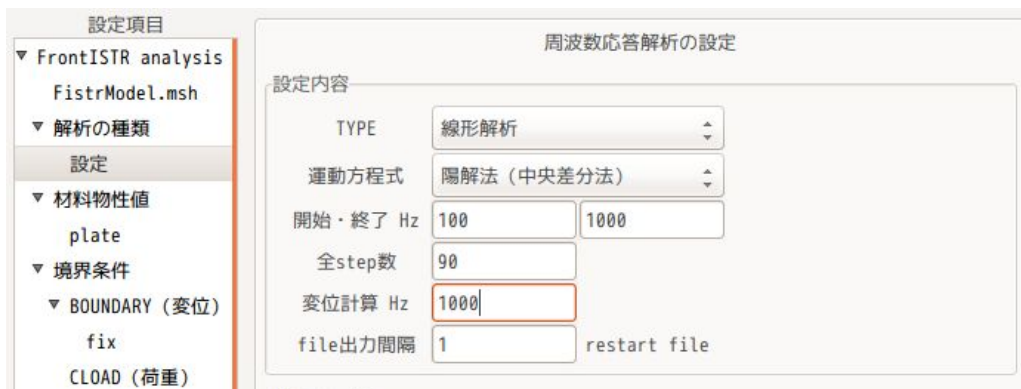 設定項目
FrontISTR analysis
FistrModel.msh
解析の種類
設定
材料物性値
plate
境界条件
BOUNDARY (変位)
fix
CLOAD (荷重)
周波数応答解析の設定
設定内容
TYPE 線形解析
運動方程式 陽解法 (中央差分法)
開始・終了 Hz 100 1000
全step数 90
変位計算 Hz 1000
file出力間隔 1 restart file